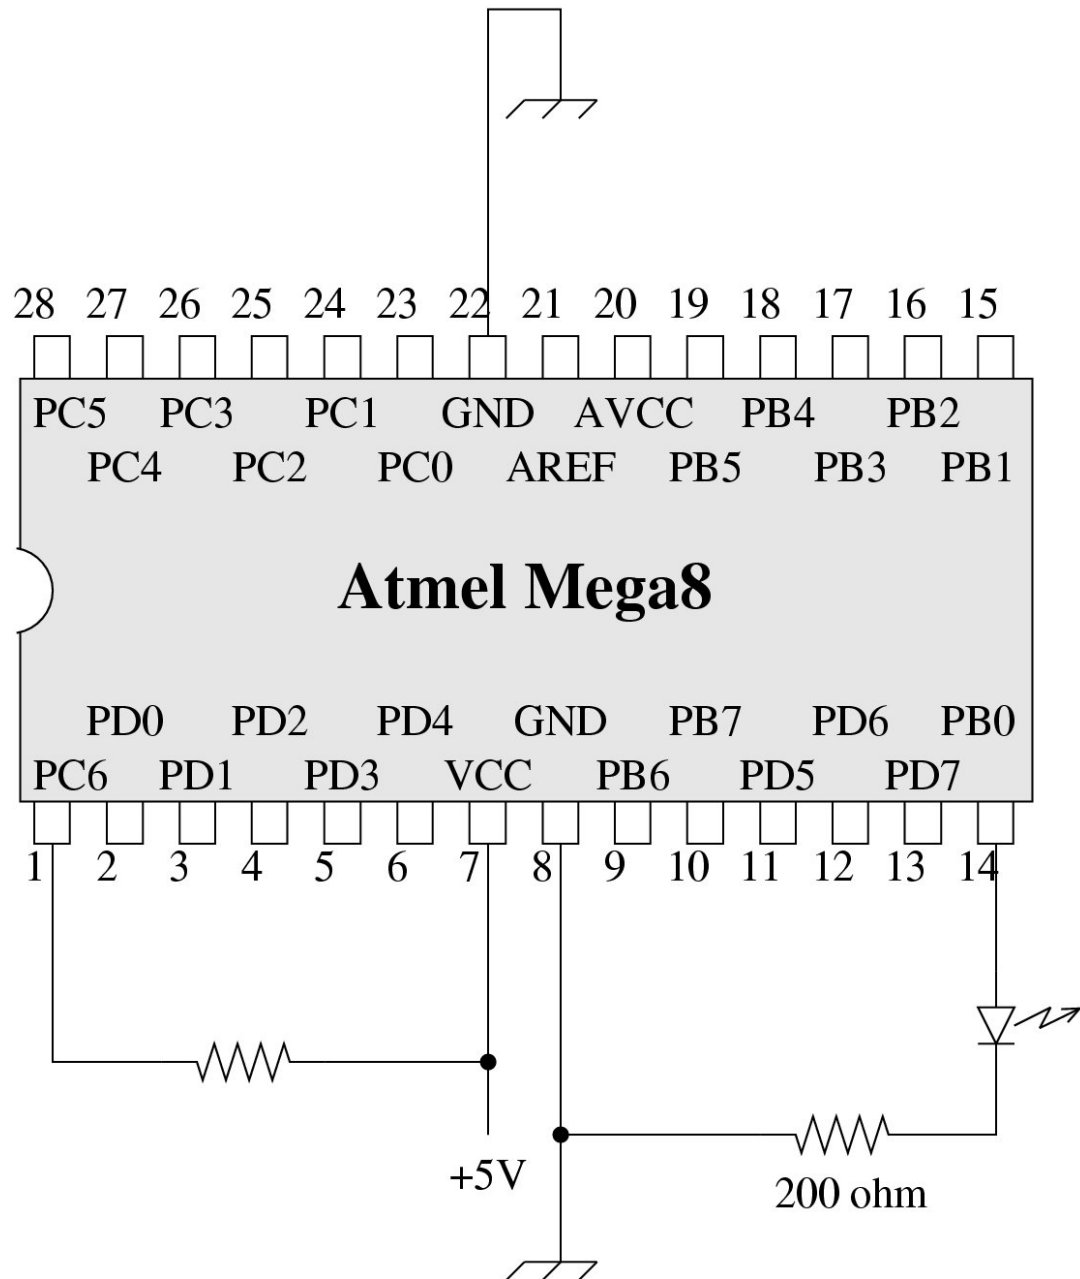 28 27 26 25 24 23 22 21 20 19 18 17 16 15
PC5 PC3 PC1 GND AVCC PB4 PB2
PC4 PC2 PC0 AREF PB5 PB3 PB1
Atmel Mega8
PD0 PD2 PD4 GND PB7 PD6 PB0
PC6 PD1 PD3 VCC PB6 PD5 PD7
1 2 3 4 5 6 7 8 9 10 11 12 13 14
+5V
200 ohm